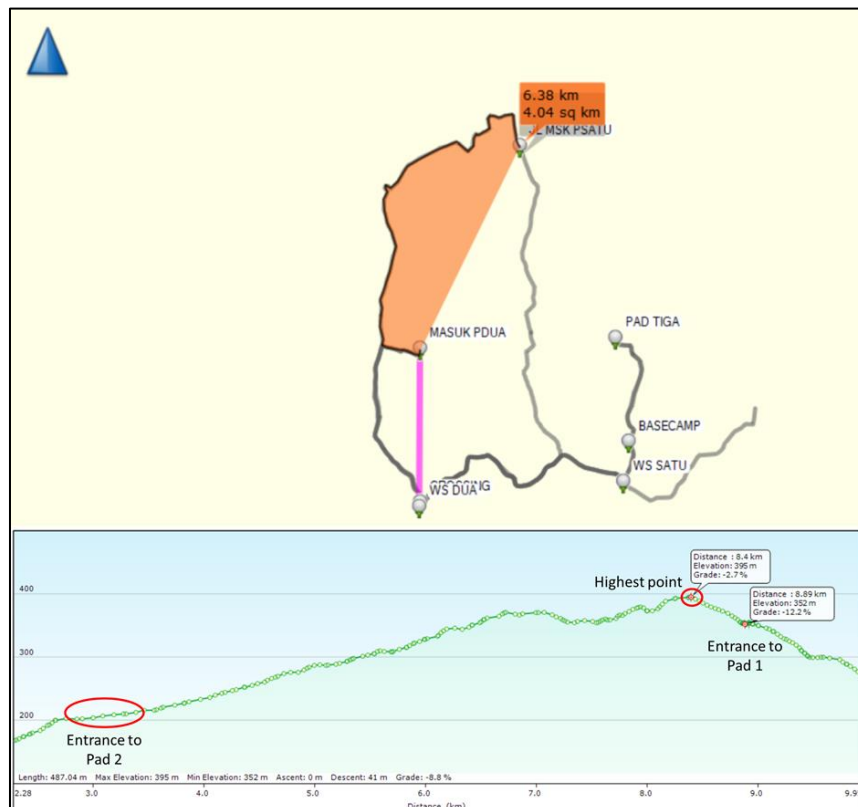 6.38 km
4.04 sq km
JL MSK PSATU
MASUK PDUA
PAD TIGA
BASECAMP
WS SATU
CROSSING
WS DUA
400
300
200
Highest point
Distance : 8.4 km
Elevation: 395 m
Grade: -2.7 %
Distance : 8.89 km
Elevation: 352 m
Grade: -12.2 %
Entrance to
Pad 1
Entrance to
Pad 2
Length: 487.04 m Max Elevation: 395 m Min Elevation: 352 m Ascent: 0 m Descent: 41 m Grade: -8.8 %
2.28 3.0 4.0 5.0 6.0 7.0 8.0 9.0
Distance (km)